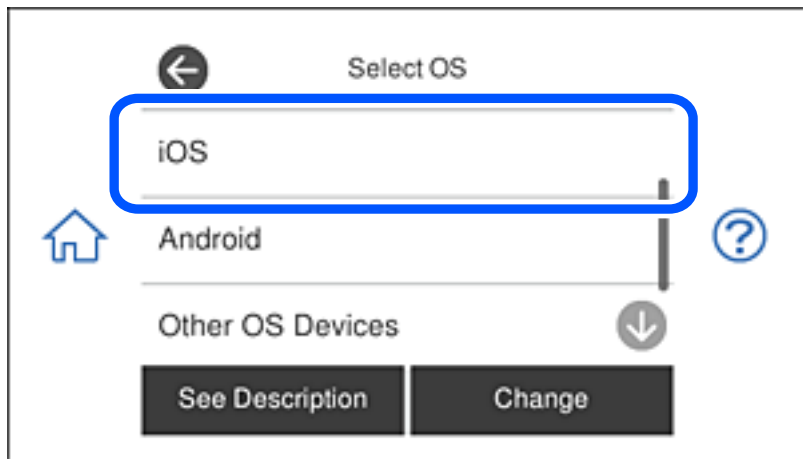 Select OS
iOS
Android
Other OS Devices
See Description
Change